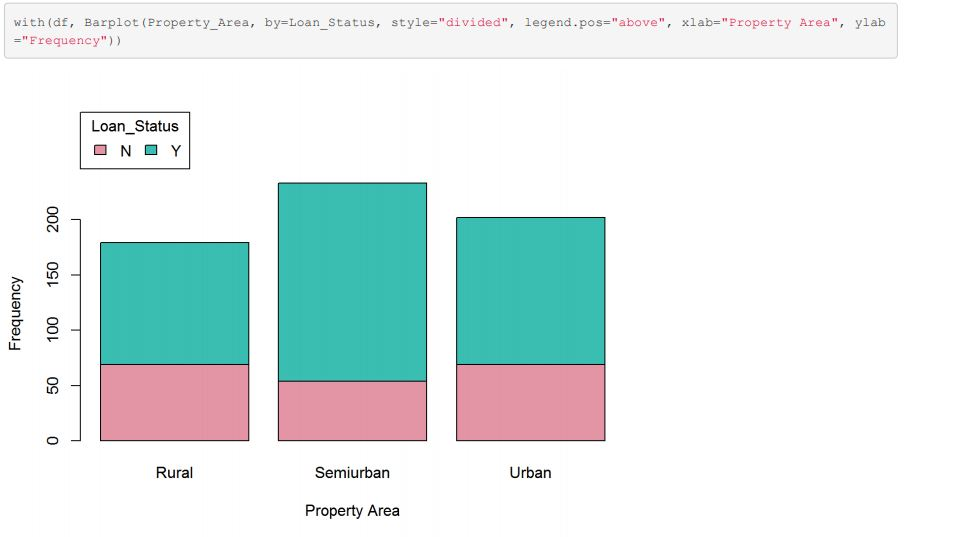 with(df, Barplot(Property_Area, by=Loan_Status, style="divided", legend.pos="above", xlab="Property Area", ylab
="Frequency"))
Loan_Status
N Y
200
150
100
50
0
Frequency
Rural Semiurban Urban
Property Area